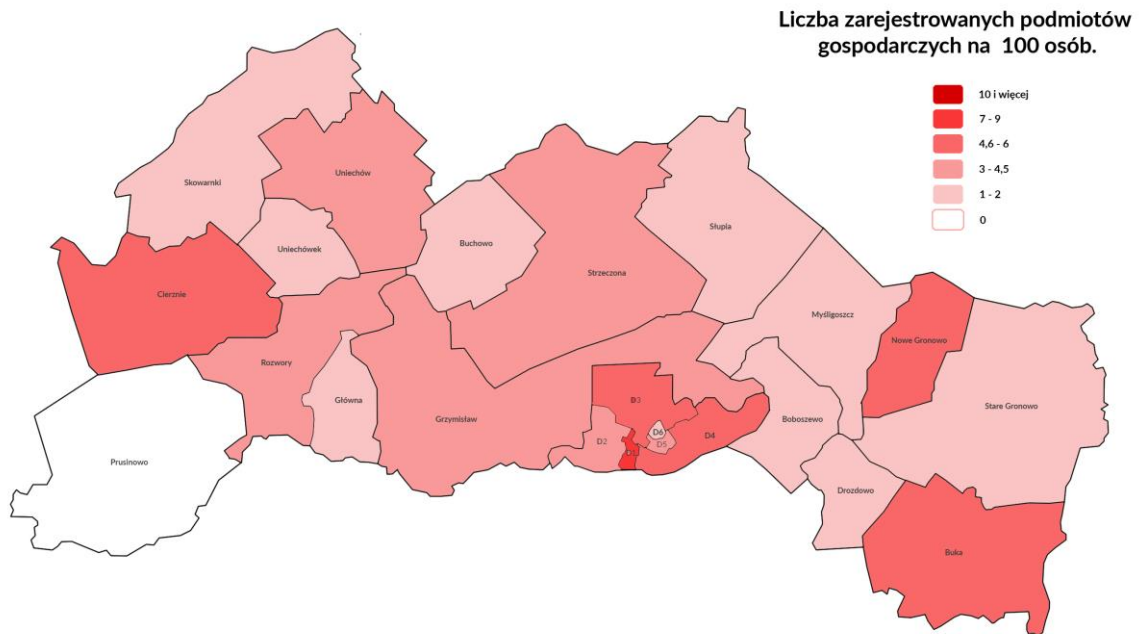 Liczba zarejestrowanych podmiotów
gospodarczych na 100 osób.
10 i więcej
7 - 9
4,6 - 6
3 - 4,5
1 - 2
0
Skowarnki
Uniechów
Słupia
Uniechówek
Buchowo
Strzeczona
Cierznie
Myśligoszcz
Nowe Gronowo
Rozwory
Główna
D3
Stare Gronowo
Grzymisław
Boboszewo
D6
D4
D2
D5
D1
Prusinowo
Drozdowo
Buka